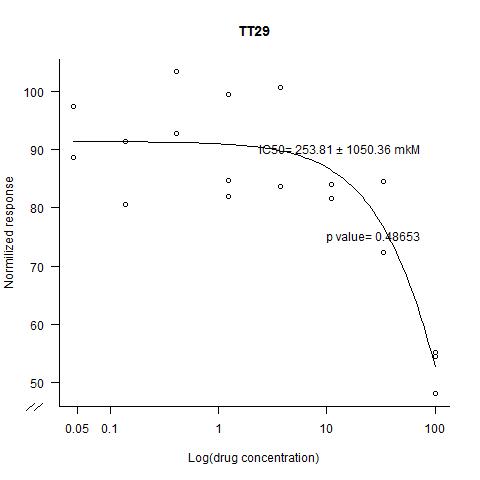 TT29
100
90
80
70
60
50
IC50= 253.81 ± 1050.36 mkM
p value= 0.48653
Normilized response
0.05 0.1 1 10 100
Log(drug concentration)